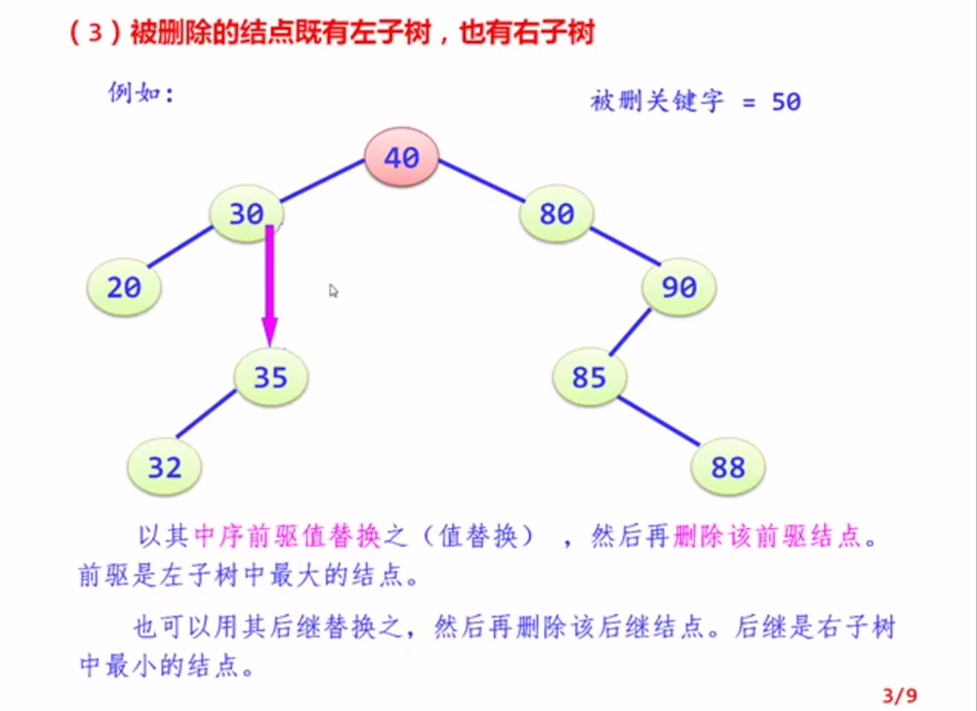 （3）被删除的结点既有左子树，也有右子树
例如：
被删关键字 = 50
40
30
80
20
90
35
85
32
88
以其中序前驱值替换之（值替换），然后再删除该前驱结点。
前驱是左子树中最大的结点。
也可以用其后继替换之，然后再删除该后继结点。后继是右子树
中最小的结点。
3/9